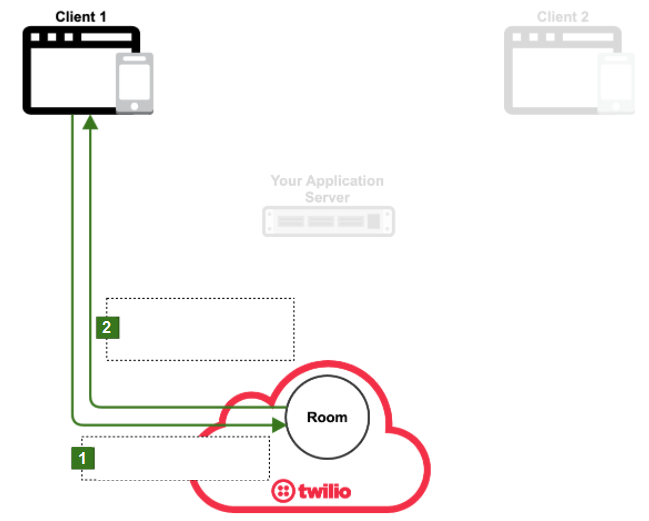 Client 1
Client 2
Your Application
Server
2
Room
1
twilio